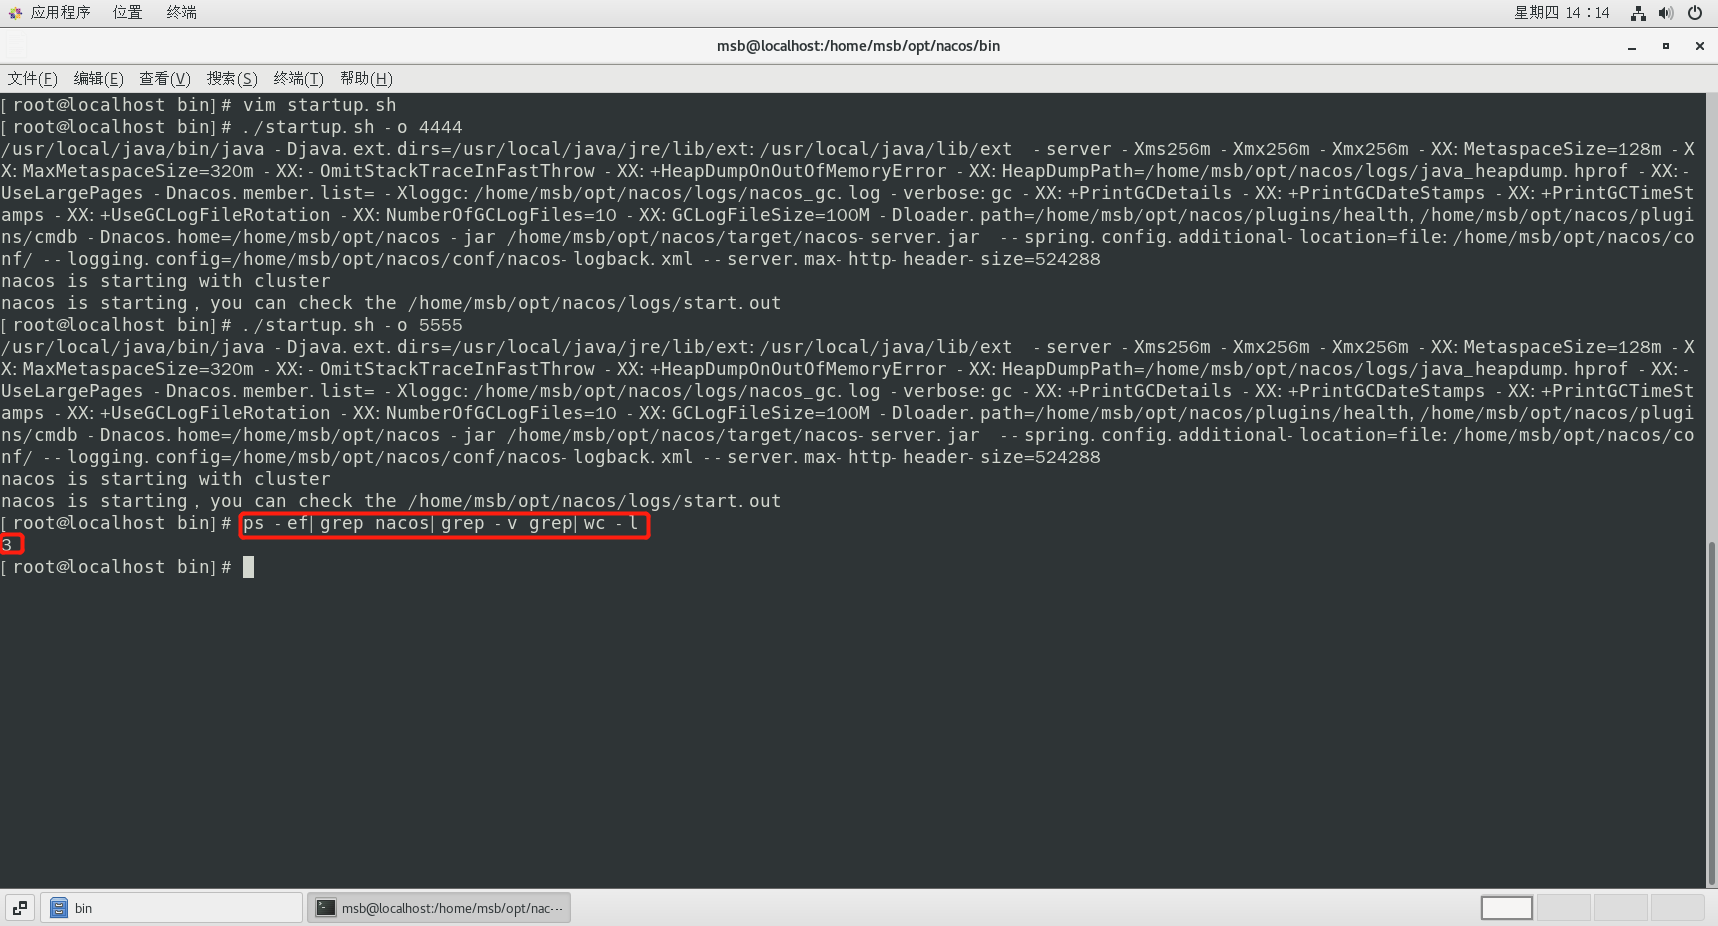 应用程序 位置 终端 星期四 14：14
msb@localhost:/home/msb/opt/nacos/bin
文件(F) 编辑(E) 查看(V) 搜索(S) 终端(T) 帮助(H)
[root@localhost bin]# vim startup.sh
[root@localhost bin]# ./startup.sh -o 4444
/usr/local/java/bin/java -Djava.ext.dirs=/usr/local/java/jre/lib/ext:/usr/local/java/lib/ext  -server -Xms256m -Xmx256m -Xmx256m -XX:MetaspaceSize=128m -X
X:MaxMetaspaceSize=320m -XX:-OmitStackTraceInFastThrow -XX:+HeapDumpOnOutOfMemoryError -XX:HeapDumpPath=/home/msb/opt/nacos/logs/java_heapdump.hprof -XX:-
UseLargePages -Dnacos.member.list= -Xloggc:/home/msb/opt/nacos/logs/nacos_gc.log -verbose:gc -XX:+PrintGCDetails -XX:+PrintGCDateStamps -XX:+PrintGCTimeSt
amps -XX:+UseGCLogFileRotation -XX:NumberOfGCLogFiles=10 -XX:GCLogFileSize=100M -Dloader.path=/home/msb/opt/nacos/plugins/health,/home/msb/opt/nacos/plugi
ns/cmdb -Dnacos.home=/home/msb/opt/nacos -jar /home/msb/opt/nacos/target/nacos-server.jar  --spring.config.additional-location=file:/home/msb/opt/nacos/co
nf/ --logging.config=/home/msb/opt/nacos/conf/nacos-logback.xml --server.max-http-header-size=524288
nacos is starting with cluster
nacos is starting，you can check the /home/msb/opt/nacos/logs/start.out
[root@localhost bin]# ./startup.sh -o 5555
/usr/local/java/bin/java -Djava.ext.dirs=/usr/local/java/jre/lib/ext:/usr/local/java/lib/ext  -server -Xms256m -Xmx256m -Xmx256m -XX:MetaspaceSize=128m -X
X:MaxMetaspaceSize=320m -XX:-OmitStackTraceInFastThrow -XX:+HeapDumpOnOutOfMemoryError -XX:HeapDumpPath=/home/msb/opt/nacos/logs/java_heapdump.hprof -XX:-
UseLargePages -Dnacos.member.list= -Xloggc:/home/msb/opt/nacos/logs/nacos_gc.log -verbose:gc -XX:+PrintGCDetails -XX:+PrintGCDateStamps -XX:+PrintGCTimeSt
amps -XX:+UseGCLogFileRotation -XX:NumberOfGCLogFiles=10 -XX:GCLogFileSize=100M -Dloader.path=/home/msb/opt/nacos/plugins/health,/home/msb/opt/nacos/plugi
ns/cmdb -Dnacos.home=/home/msb/opt/nacos -jar /home/msb/opt/nacos/target/nacos-server.jar  --spring.config.additional-location=file:/home/msb/opt/nacos/co
nf/ --logging.config=/home/msb/opt/nacos/conf/nacos-logback.xml --server.max-http-header-size=524288
nacos is starting with cluster
nacos is starting，you can check the /home/msb/opt/nacos/logs/start.out
[root@localhost bin]# ps -ef|grep nacos|grep -v grep|wc -l
3
[root@localhost bin]#
bin msb@localhost:/home/msb/opt/nac···